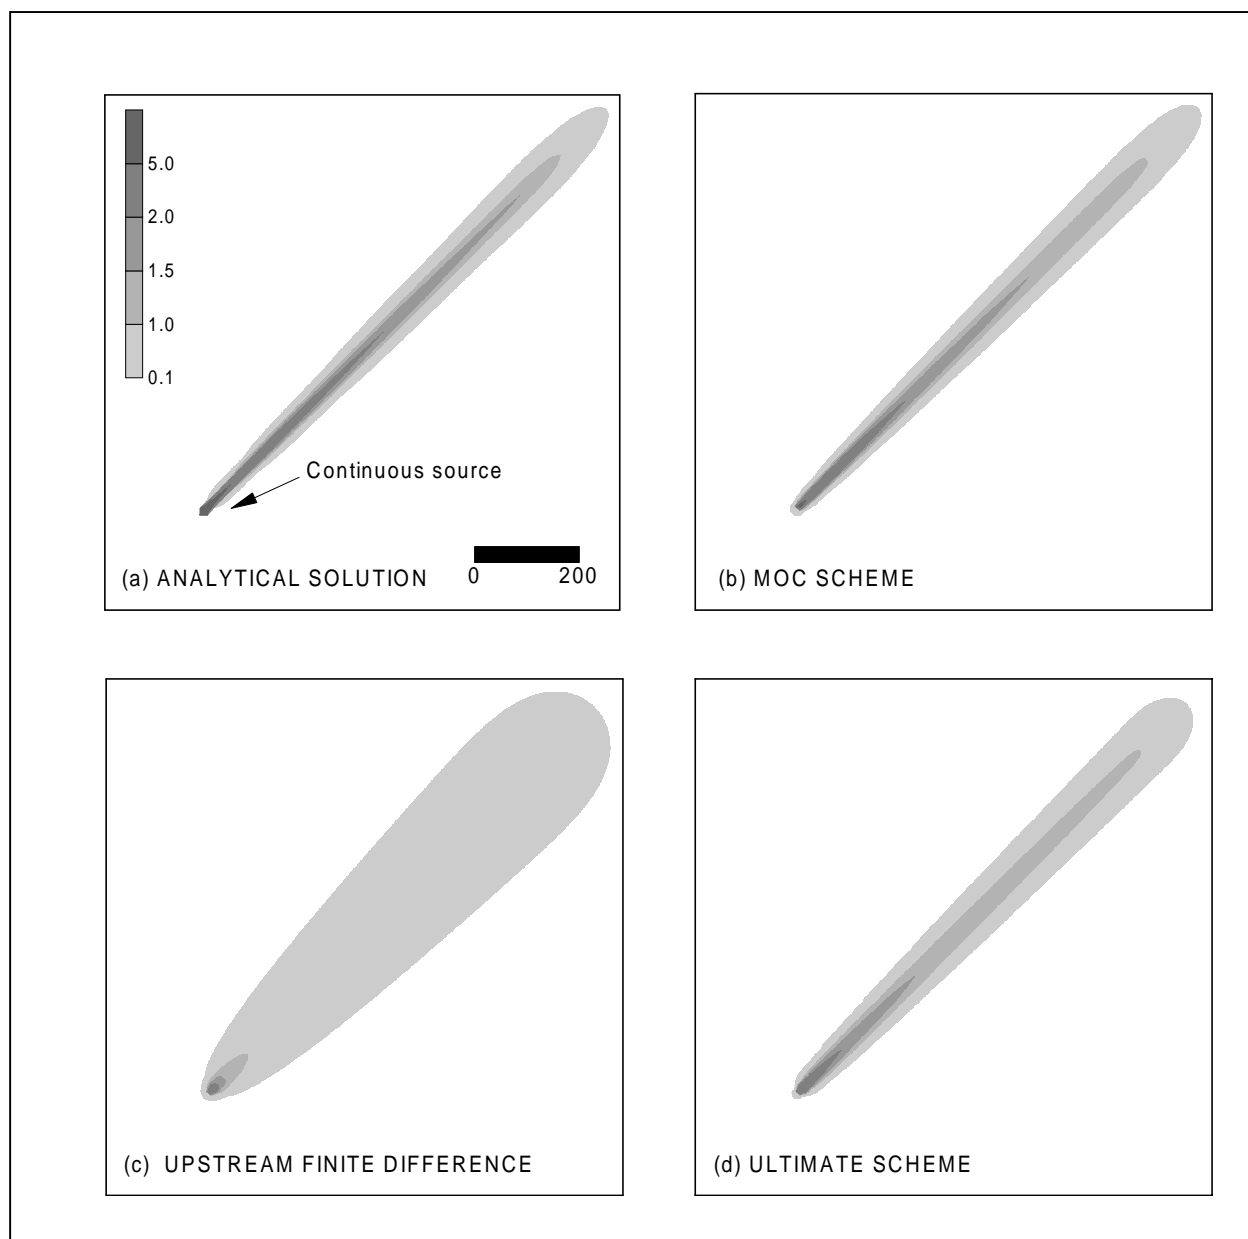 5.0
2.0
1.5
1.0
0.1
Continuous source
(a) ANALYTICAL SOLUTION
0 200
(b) MOC SCHEME
(c) UPSTREAM FINITE DIFFERENCE
(d) ULTIMATE SCHEME